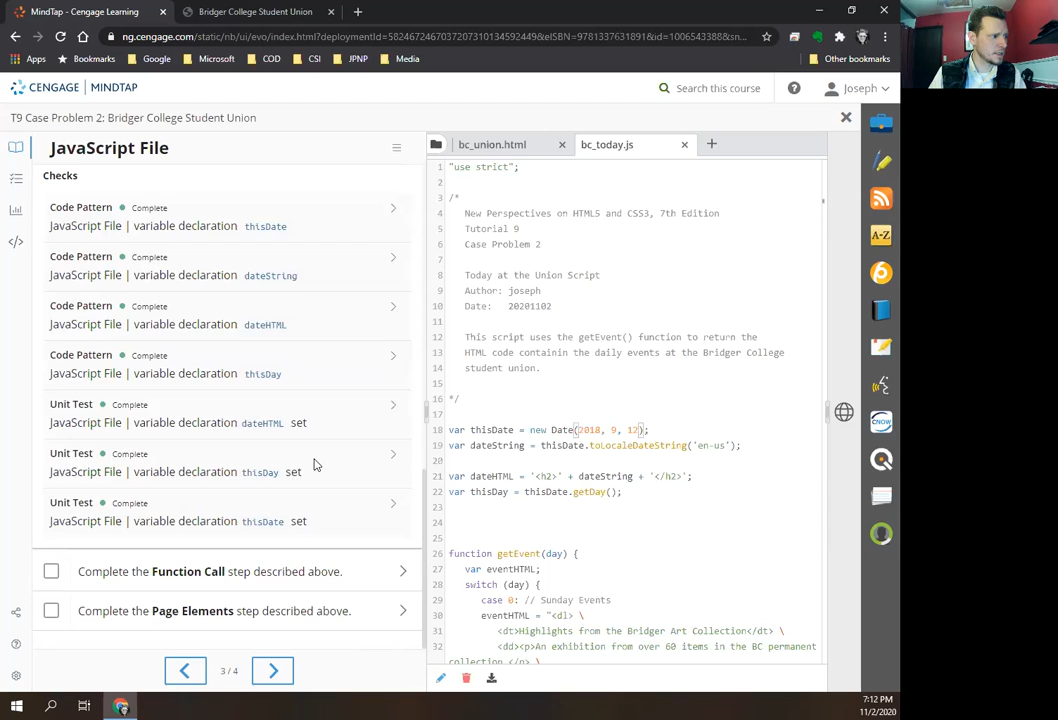 MindTap - Cengage Learning
Bridger College Student Union
ng.cengage.com/static/nb/ui/evo/index.html?deploymentId=5824672467037207310134592449&eISBN=9781337631891&id=1006543388&sn...
Apps
Bookmarks
Google
Microsoft
COD
CSI
JPNP
Media
Other bookmarks
CENGAGE | MINDTAP
Search this course
Joseph
T9 Case Problem 2: Bridger College Student Union
JavaScript File
Checks
Code Pattern Complete
JavaScript File | variable declaration thisDate
Code Pattern Complete
JavaScript File | variable declaration dateString
Code Pattern Complete
JavaScript File | variable declaration dateHTML
Code Pattern Complete
JavaScript File | variable declaration thisDay
Unit Test Complete
JavaScript File | variable declaration dateHTML set
Unit Test Complete
JavaScript File | variable declaration thisDay set
Unit Test Complete
JavaScript File | variable declaration thisDate set
Complete the Function Call step described above.
Complete the Page Elements step described above.
3 / 4
bc_union.html
bc_today.js
1 "use strict";
2
3 /*
4 New Perspectives on HTML5 and CSS3, 7th Edition
5 Tutorial 9
6 Case Problem 2
7
8 Today at the Union Script
9 Author: joseph
10 Date: 20201102
11
12 This script uses the getEvent() function to return the
13 HTML code containin the daily events at the Bridger College
14 student union.
15
16 */
17
18 var thisDate = new Date(2018, 9, 12);
19 var dateString = thisDate.toLocaleDateString('en-us');
20
21 var dateHTML = '<h2>' + dateString + '</h2>';
22 var thisDay = thisDate.getDay();
23
24
25
26 function getEvent(day) {
27 var eventHTML;
28 switch (day) {
29 case 0: // Sunday Events
30 eventHTML = "<dl> \
31 <dt>Highlights from the Bridger Art Collection</dt> \
32 <dd><p>An exhibition from over 60 items in the BC permanent
collection.</p> \
A-Z
CNOW
7:12 PM
11/2/2020